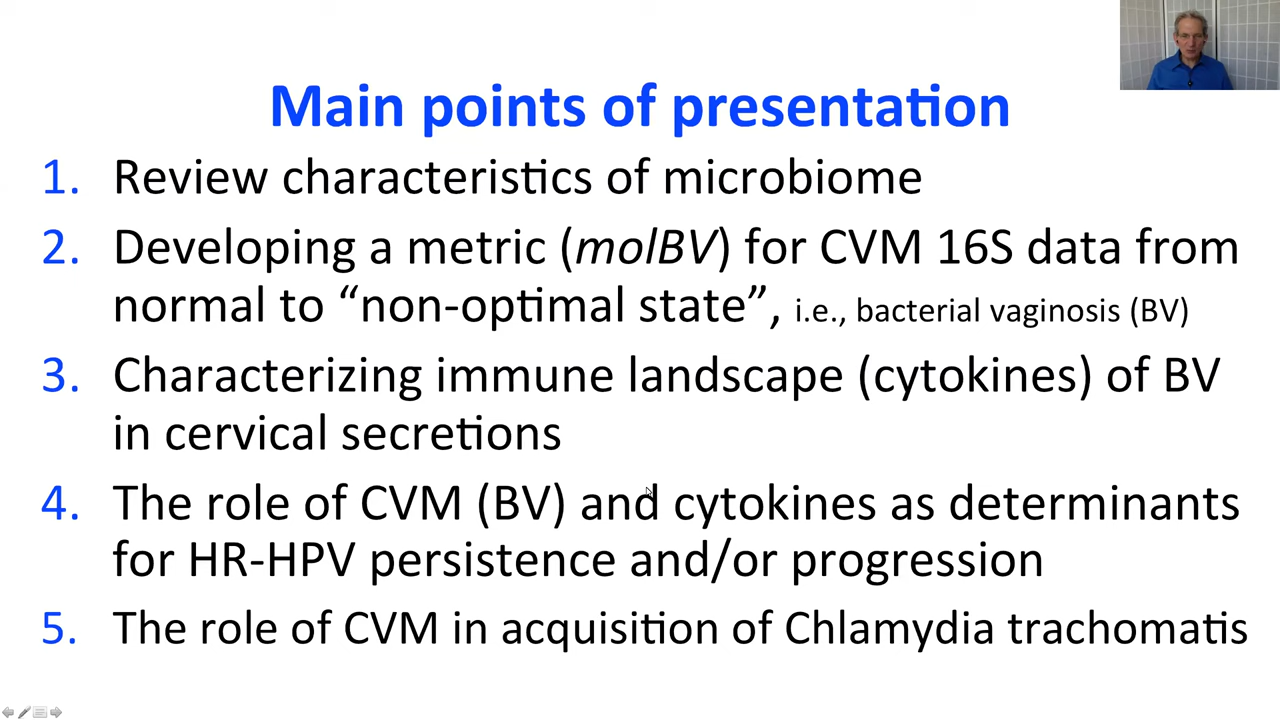 Main points of presentation
1. Review characteristics of microbiome
2. Developing a metric (molBV) for CVM 16S data from
normal to “non-optimal state”, i.e., bacterial vaginosis (BV)
3. Characterizing immune landscape (cytokines) of BV
in cervical secretions
4. The role of CVM (BV) and cytokines as determinants
for HR-HPV persistence and/or progression
5. The role of CVM in acquisition of Chlamydia trachomatis